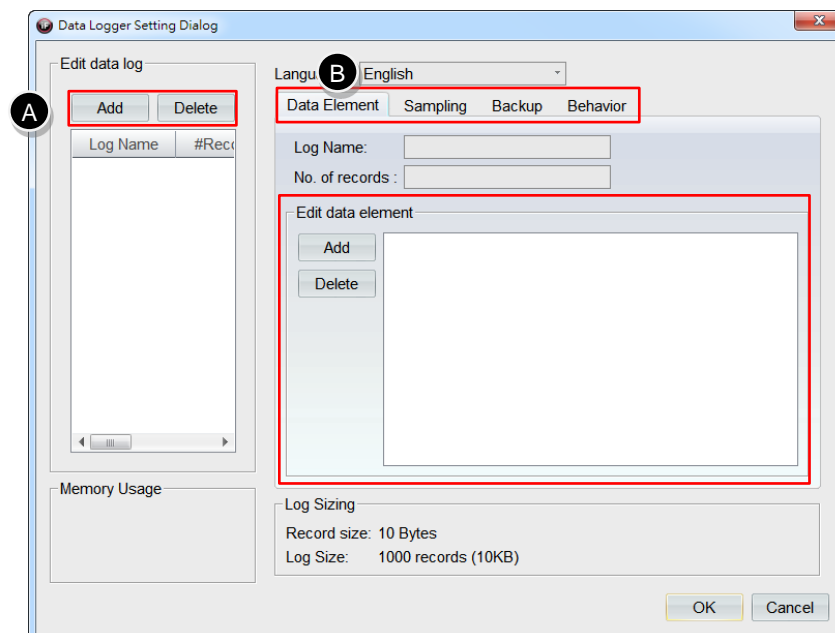 Data Logger Setting Dialog
Edit data log
A
Add Delete
Log Name #Reco
B
English
Data Element Sampling Backup Behavior
Log Name:
No. of records :
Edit data element
Add
Delete
Memory Usage
Log Sizing
Record size: 10 Bytes
Log Size: 1000 records (10KB)
OK Cancel